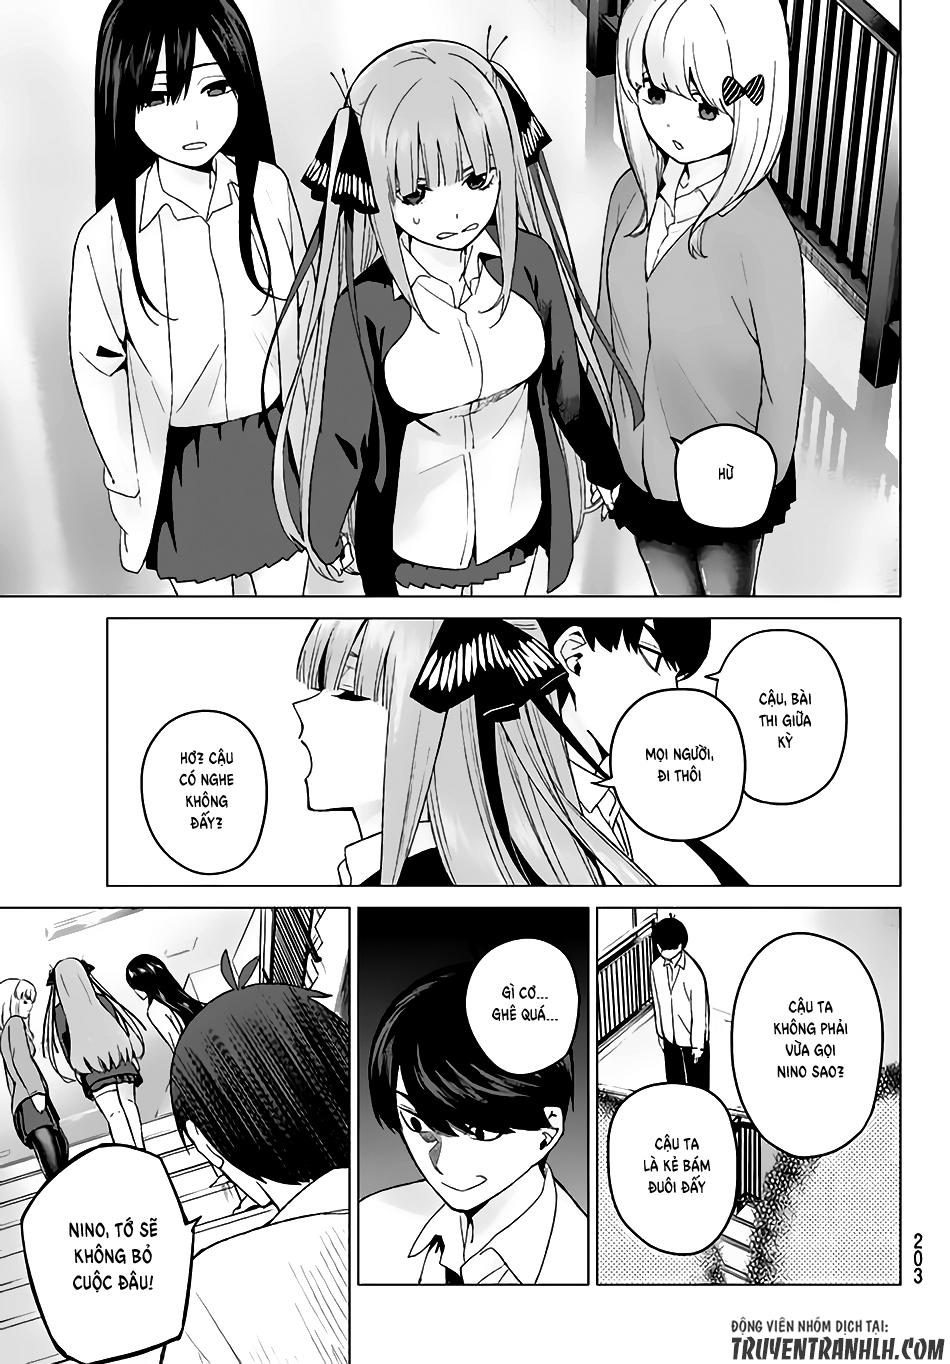 HỪ
CẬU, BÀI
THI GIỮA
KỲ
MỌI NGƯỜI,
ĐI THÔI
HƠ? CẬU
CÓ NGHE
KHÔNG
ĐẤY?
CẬU TA
KHÔNG PHẢI
VỪA GỌI
NINO SAO?
CẬU TA
LÀ KẺ BÁM
ĐUÔI ĐẤY
GÌ CƠ...
GHÊ QUÁ...
NINO, TỚ SẼ
KHÔNG BỎ
CUỘC ĐÂU!
203
ĐỘNG VIÊN NHÓM DỊCH TẠI:
TRUYENTRANHLH.COM